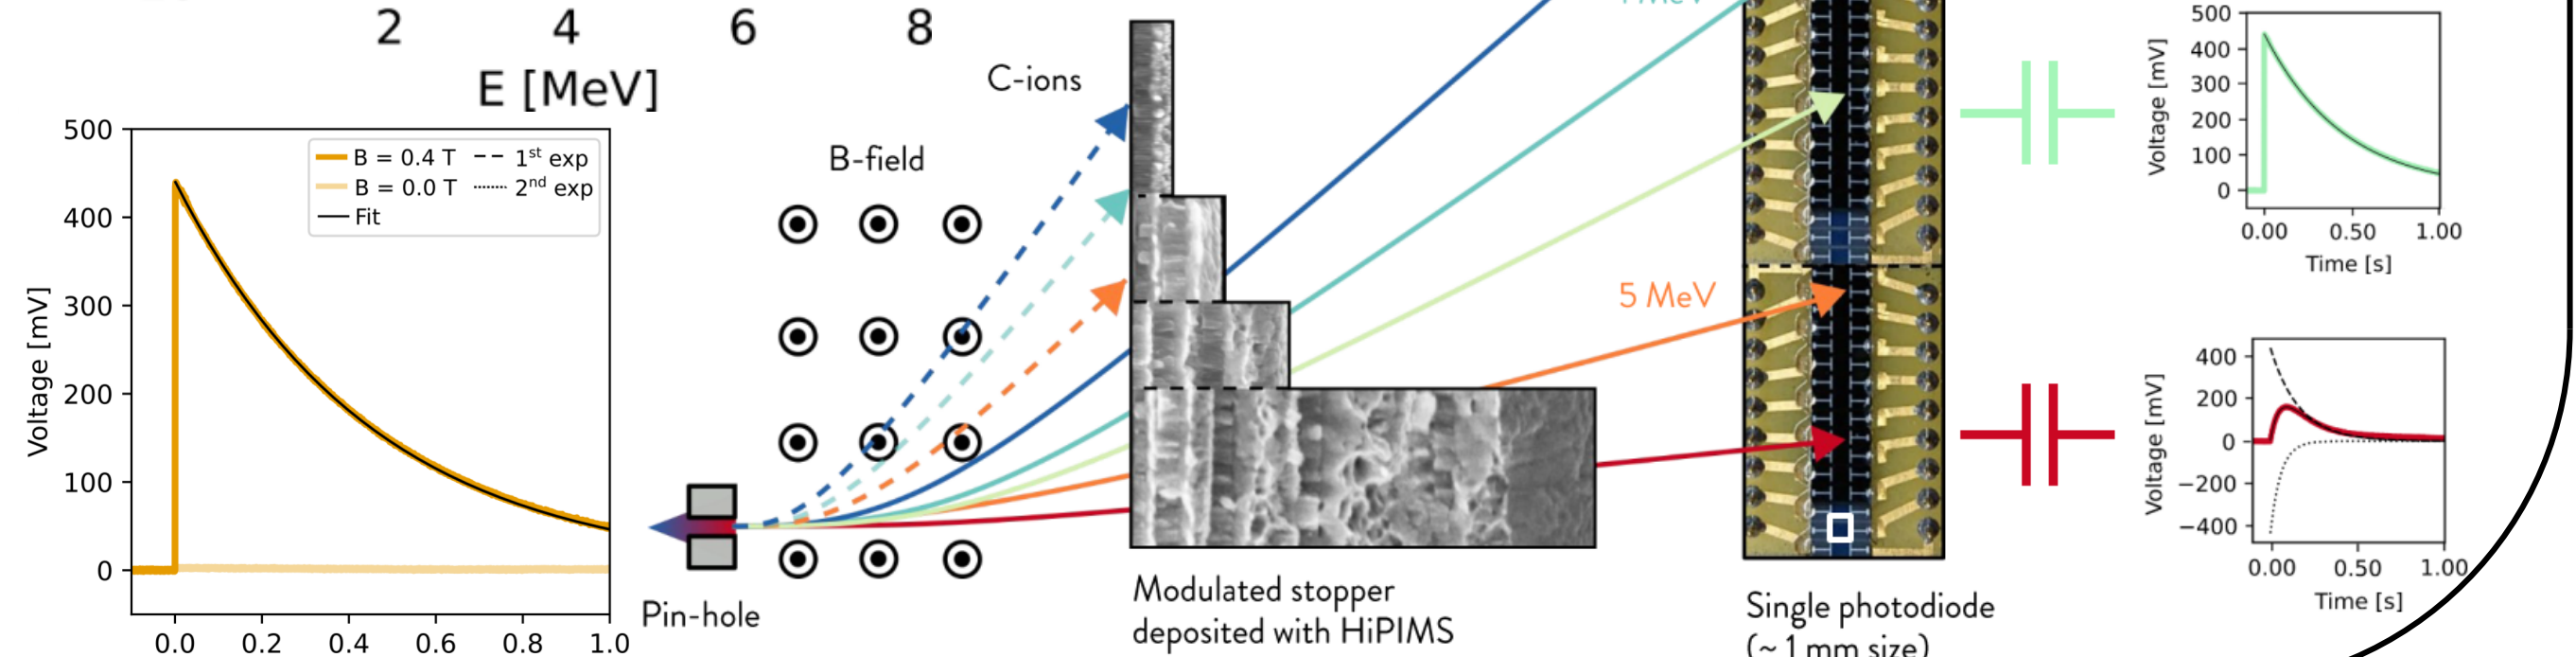 2 4 6 8
E [MeV]
500
400
300
200
100
0
Voltage [mV]
B = 0.4 T
B = 0.0 T
Fit
1st exp
2nd exp
0.0 0.2 0.4 0.6 0.8 1.0
Pin-hole
B-field
C-ions
Modulated stopper
deposited with HiPIMS
MeV
5 MeV
Single photodiode
(~ 1 mm size)
500
400
300
200
100
0
Voltage [mV]
0.00 0.50 1.00
Time [s]
400
200
0
−200
−400
Voltage [mV]
0.00 0.50 1.00
Time [s]